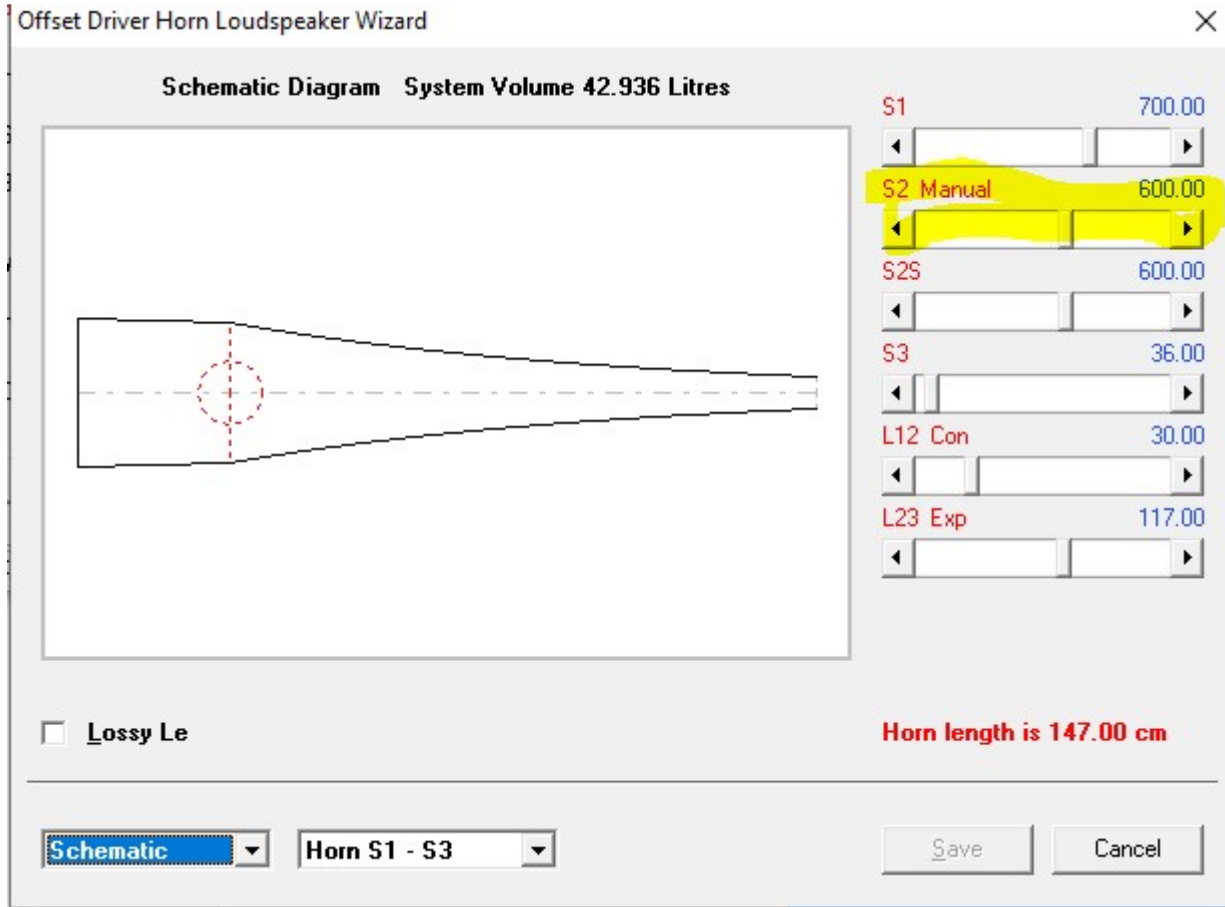 Offset Driver Horn Loudspeaker Wizard
Schematic Diagram System Volume 42.936 Litres
S1 700.00
S2 Manual 600.00
S2S 600.00
S3 36.00
L12 Con 30.00
L23 Exp 117.00
Lossy Le
Horn length is 147.00 cm
Schematic
Horn S1 - S3
Save
Cancel